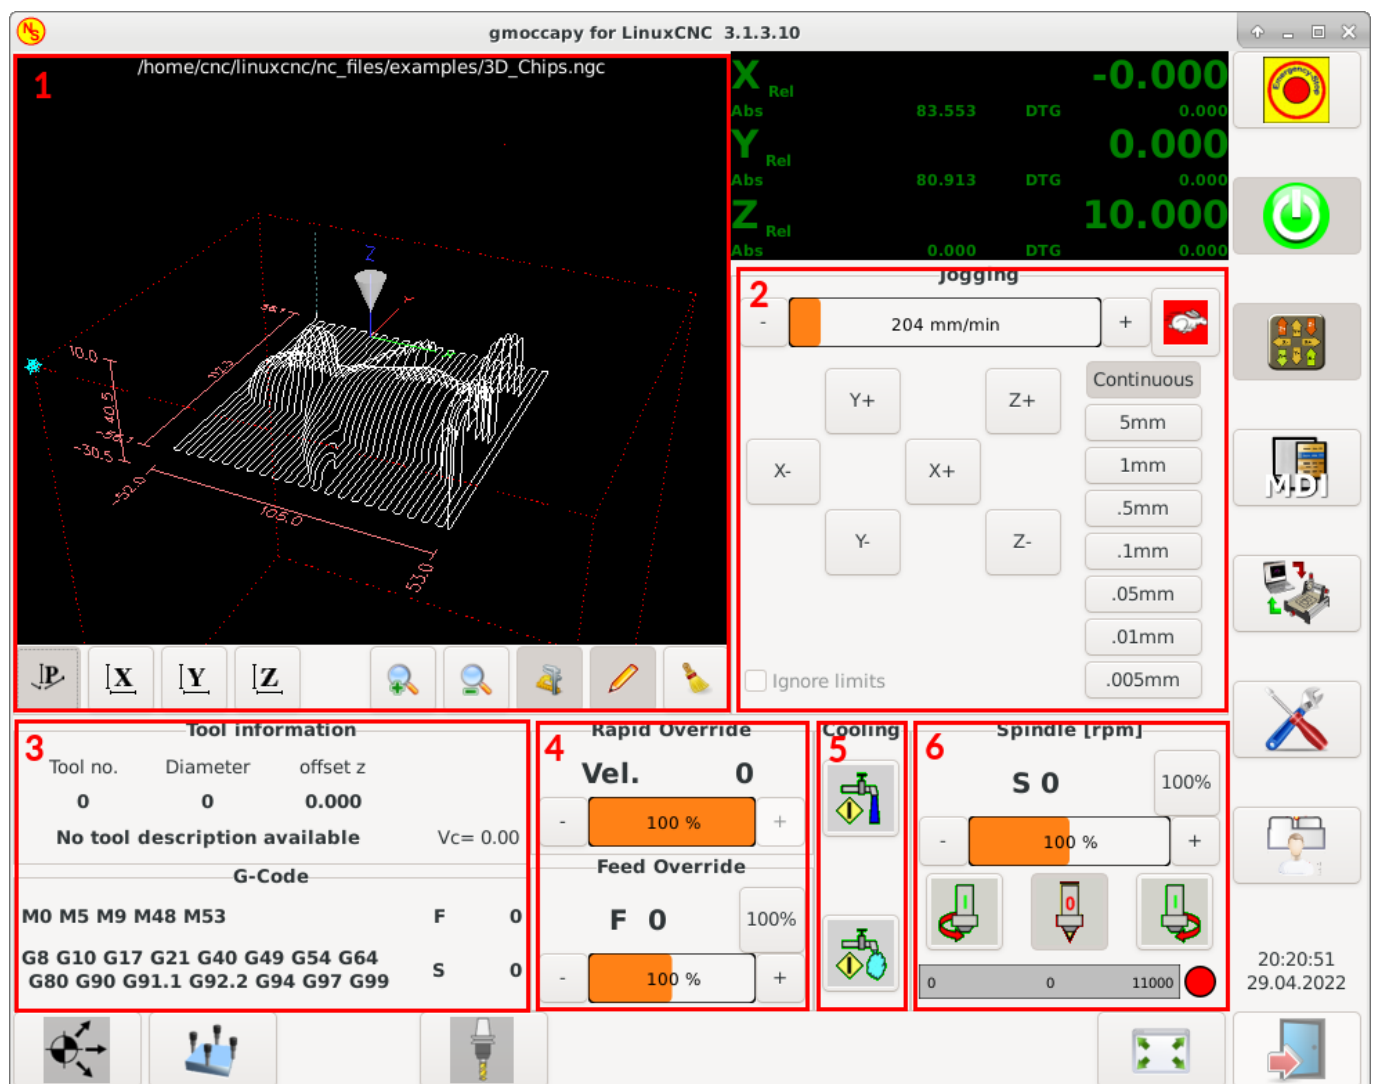 NS
gmoccapy for LinuxCNC 3.1.3.10
1
/home/cnc/linuxcnc/nc_files/examples/3D_Chips.ngc
X Rel -0.000
Abs 83.553 DTG 0.000
Y Rel 0.000
Abs 80.913 DTG 0.000
Z Rel 10.000
Abs 0.000 DTG 0.000
Emergency-Stop
Z
Y
10.0
40.5
-30.5
-52.0
105.0
53.0
2
Jogging
- 204 mm/min +
Continuous
Y+ Z+
5mm
X- X+
1mm
.5mm
Y- Z-
.1mm
.05mm
.01mm
Ignore limits
.005mm
MDI
P X Y Z
3
Tool information
Tool no. Diameter offset z
0 0 0.000
No tool description available Vc= 0.00
G-Code
M0 M5 M9 M48 M53 F 0
G8 G10 G17 G21 G40 G49 G54 G64
G80 G90 G91.1 G92.2 G94 G97 G99
S 0
4
Rapid Override
Vel. 0
- 100 % +
Feed Override
F 0 100%
- 100 % +
5
Cooling
6
Spindle [rpm]
S 0 100%
- 100 % +
I 0 I
0 0 11000
20:20:51
29.04.2022